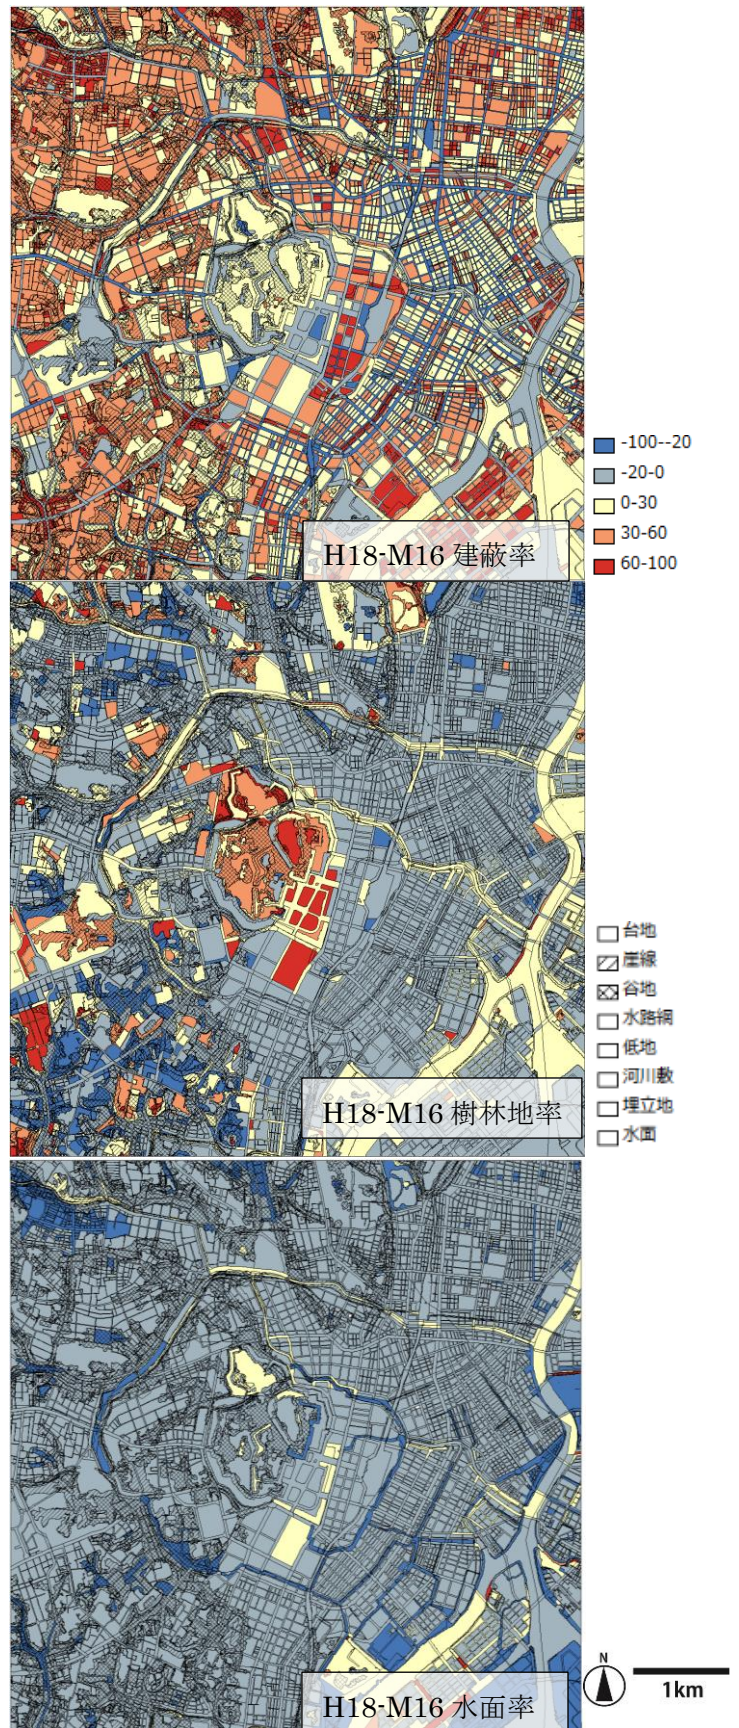 -100--20
-20-0
0-30
30-60
60-100
H18-M16 建蔽率
台地
崖線
谷地
水路網
低地
河川敷
埋立地
水面
H18-M16 樹林地率
H18-M16 水面率
N
1km